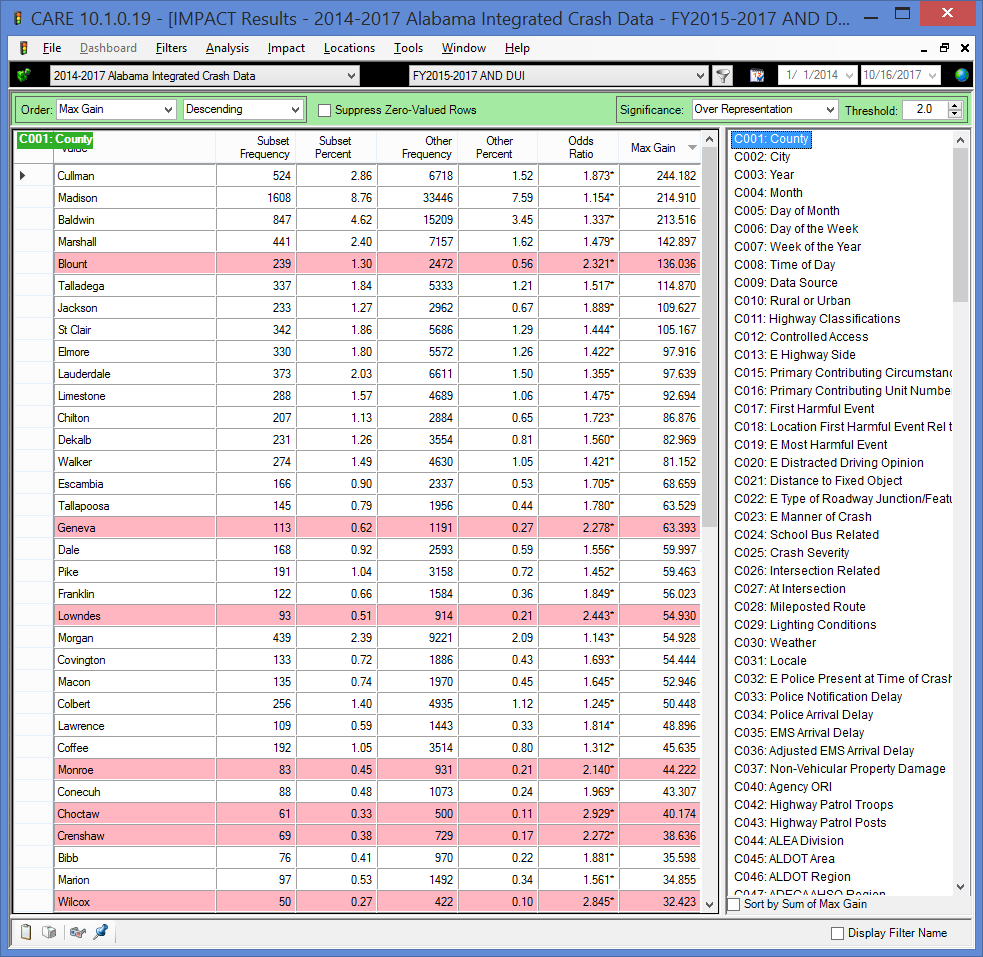 CARE 10.1.0.19 - [IMPACT Results - 2014-2017 Alabama Integrated Crash Data - FY2015-2017 AND D...
File Dashboard Filters Analysis Impact Locations Tools Window Help
2014-2017 Alabama Integrated Crash Data FY2015-2017 AND DUI 1/ 1/2014 10/16/2017
Order: Max Gain Descending Suppress Zero-Valued Rows Significance: Over Representation Threshold: 2.0
C001: County
Value Subset Frequency Subset Percent Other Frequency Other Percent Odds Ratio Max Gain
Cullman 524 2.86 6718 1.52 1.873* 244.182
Madison 1608 8.76 33446 7.59 1.154* 214.910
Baldwin 847 4.62 15209 3.45 1.337* 213.516
Marshall 441 2.40 7157 1.62 1.479* 142.897
Blount 239 1.30 2472 0.56 2.321* 136.036
Talladega 337 1.84 5333 1.21 1.517* 114.870
Jackson 233 1.27 2962 0.67 1.889* 109.627
St Clair 342 1.86 5686 1.29 1.444* 105.167
Elmore 330 1.80 5572 1.26 1.422* 97.916
Lauderdale 373 2.03 6611 1.50 1.355* 97.639
Limestone 288 1.57 4689 1.06 1.475* 92.694
Chilton 207 1.13 2884 0.65 1.723* 86.876
Dekalb 231 1.26 3554 0.81 1.560* 82.969
Walker 274 1.49 4630 1.05 1.421* 81.152
Escambia 166 0.90 2337 0.53 1.705* 68.659
Tallapoosa 145 0.79 1956 0.44 1.780* 63.529
Geneva 113 0.62 1191 0.27 2.278* 63.393
Dale 168 0.92 2593 0.59 1.556* 59.997
Pike 191 1.04 3158 0.72 1.452* 59.463
Franklin 122 0.66 1584 0.36 1.849* 56.023
Lowndes 93 0.51 914 0.21 2.443* 54.930
Morgan 439 2.39 9221 2.09 1.143* 54.928
Covington 133 0.72 1886 0.43 1.693* 54.444
Macon 135 0.74 1970 0.45 1.645* 52.946
Colbert 256 1.40 4935 1.12 1.245* 50.448
Lawrence 109 0.59 1443 0.33 1.814* 48.896
Coffee 192 1.05 3514 0.80 1.312* 45.635
Monroe 83 0.45 931 0.21 2.140* 44.222
Conecuh 88 0.48 1073 0.24 1.969* 43.307
Choctaw 61 0.33 500 0.11 2.929* 40.174
Crenshaw 69 0.38 729 0.17 2.272* 38.636
Bibb 76 0.41 970 0.22 1.881* 35.598
Marion 97 0.53 1492 0.34 1.561* 34.855
Wilcox 50 0.27 422 0.10 2.845* 32.423
C001: County
C002: City
C003: Year
C004: Month
C005: Day of Month
C006: Day of the Week
C007: Week of the Year
C008: Time of Day
C009: Data Source
C010: Rural or Urban
C011: Highway Classifications
C012: Controlled Access
C013: E Highway Side
C015: Primary Contributing Circumstanc
C016: Primary Contributing Unit Numbe
C017: First Harmful Event
C018: Location First Harmful Event Rel t
C019: E Most Harmful Event
C020: E Distracted Driving Opinion
C021: Distance to Fixed Object
C022: E Type of Roadway Junction/Featu
C023: E Manner of Crash
C024: School Bus Related
C025: Crash Severity
C026: Intersection Related
C027: At Intersection
C028: Mileposted Route
C029: Lighting Conditions
C030: Weather
C031: Locale
C032: E Police Present at Time of Crash
C033: Police Notification Delay
C034: Police Arrival Delay
C035: EMS Arrival Delay
C036: Adjusted EMS Arrival Delay
C037: Non-Vehicular Property Damage
C040: Agency ORI
C042: Highway Patrol Troops
C043: Highway Patrol Posts
C044: ALEA Division
C045: ALDOT Area
C046: ALDOT Region
C047: ADECA AHSO Region
Sort by Sum of Max Gain
Display Filter Name